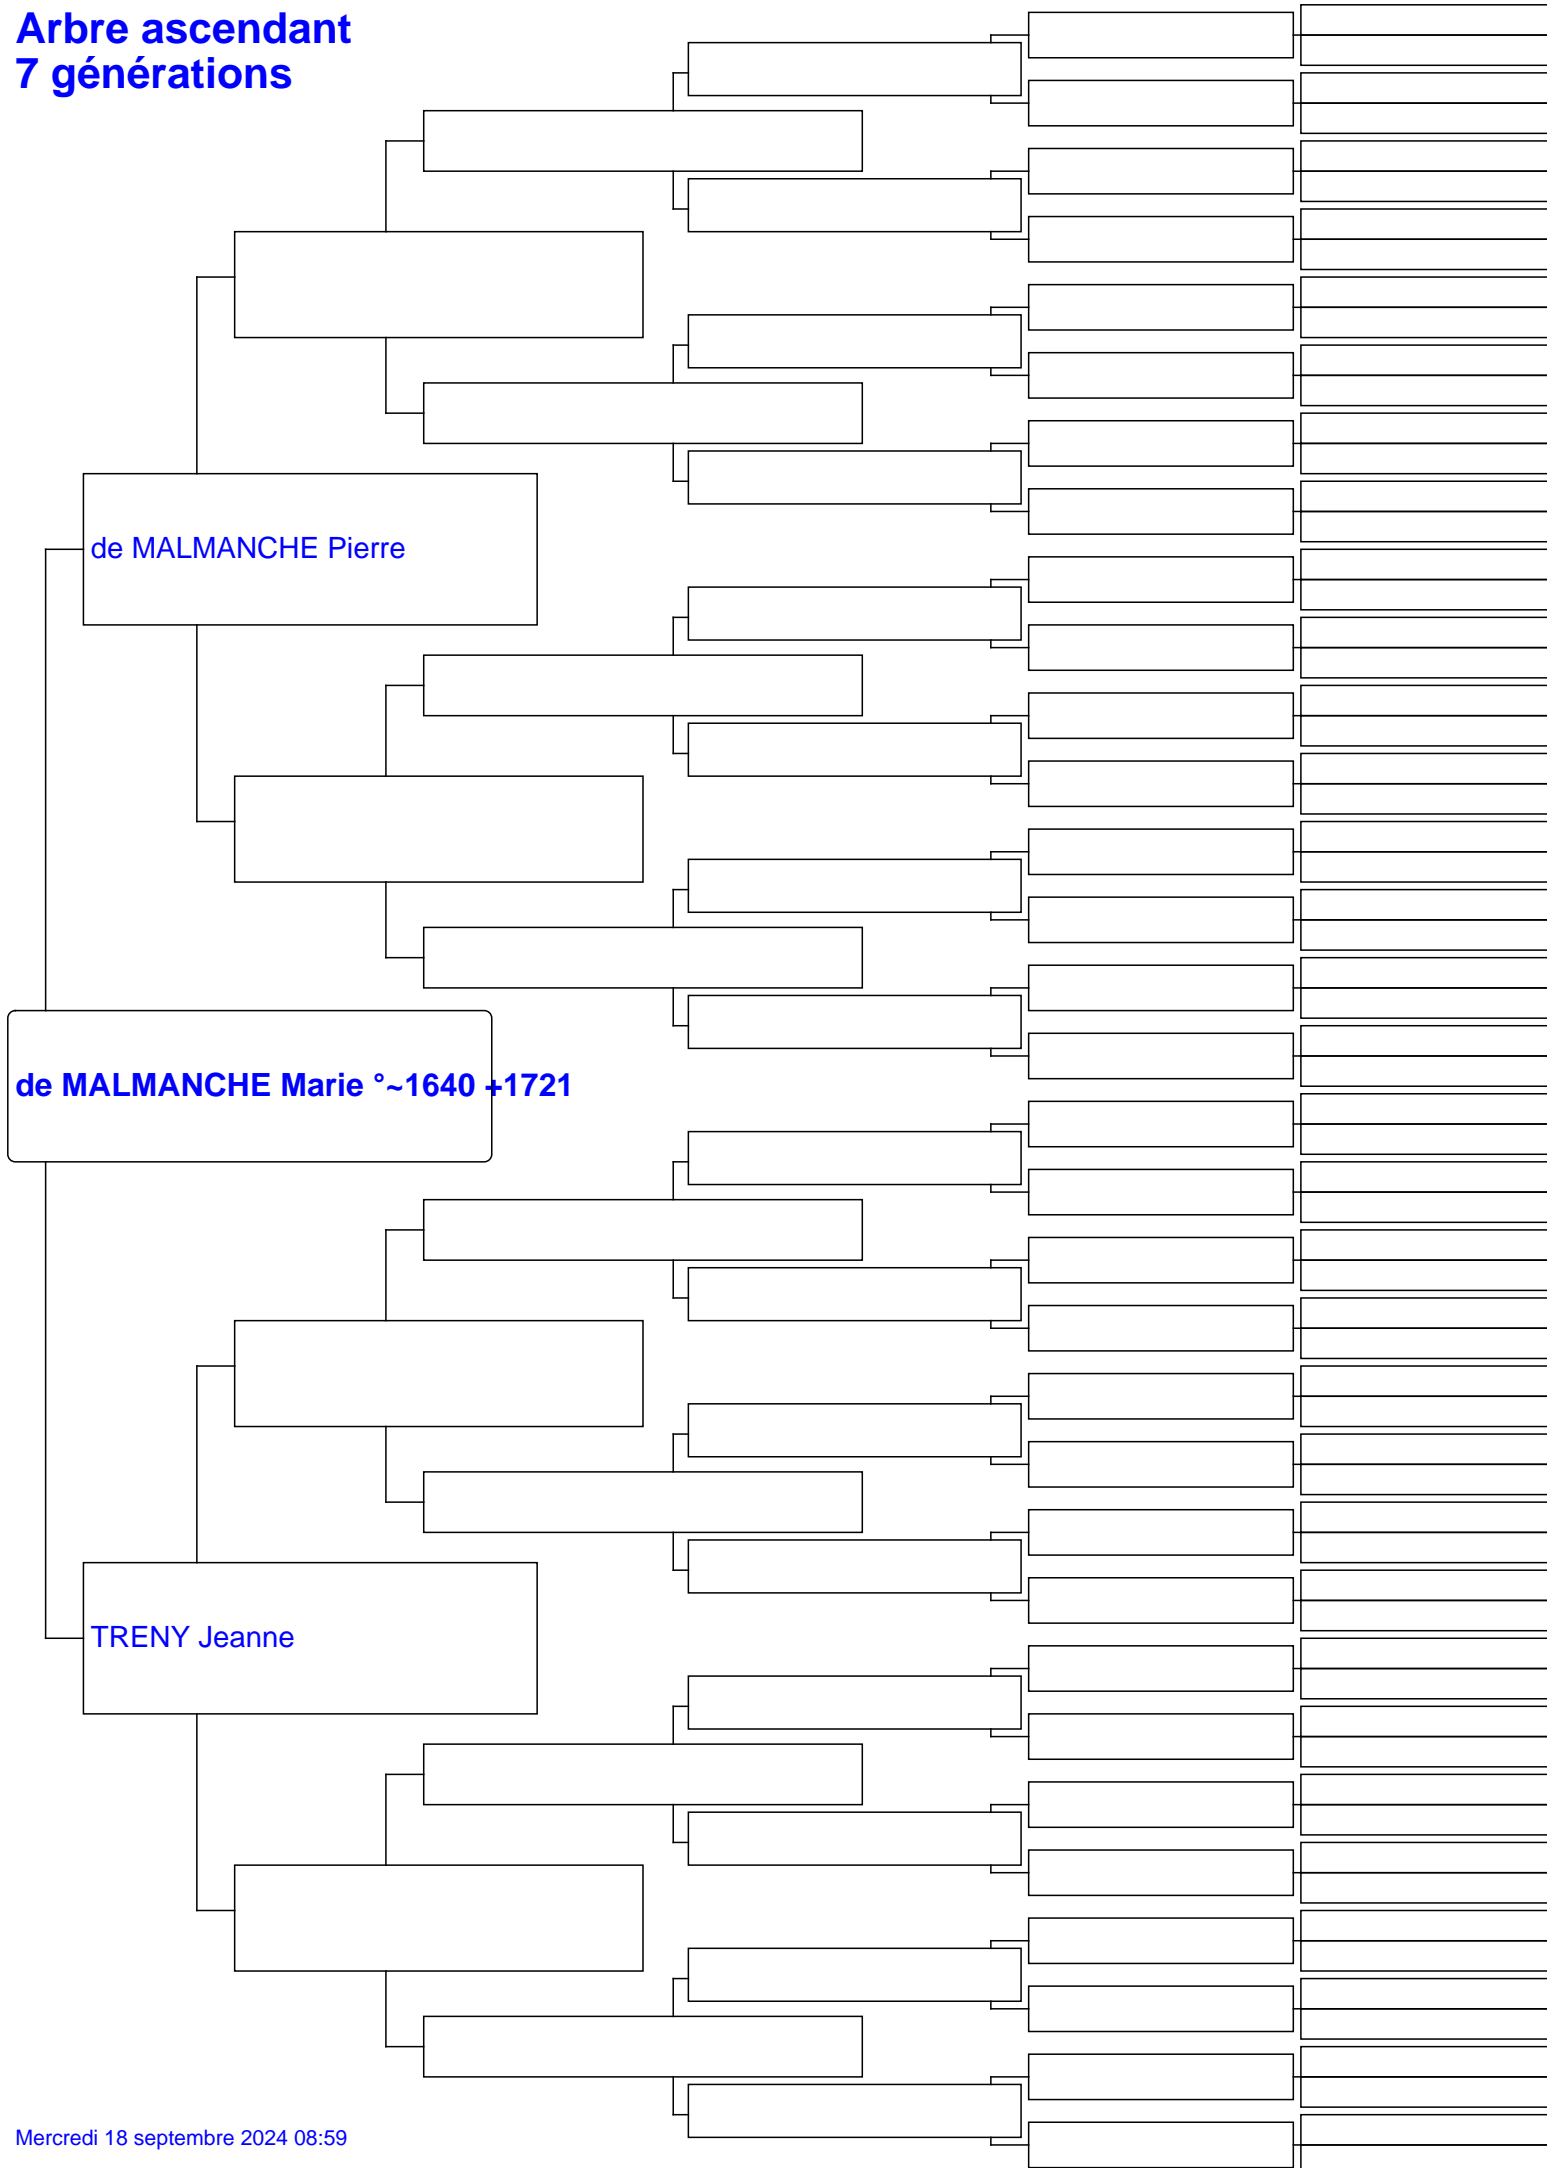 Arbre ascendant
7 générations
de MALMANCHE Pierre
de MALMANCHE Marie °~1640 +1721
TRENY Jeanne
Mercredi 18 septembre 2024 08:59